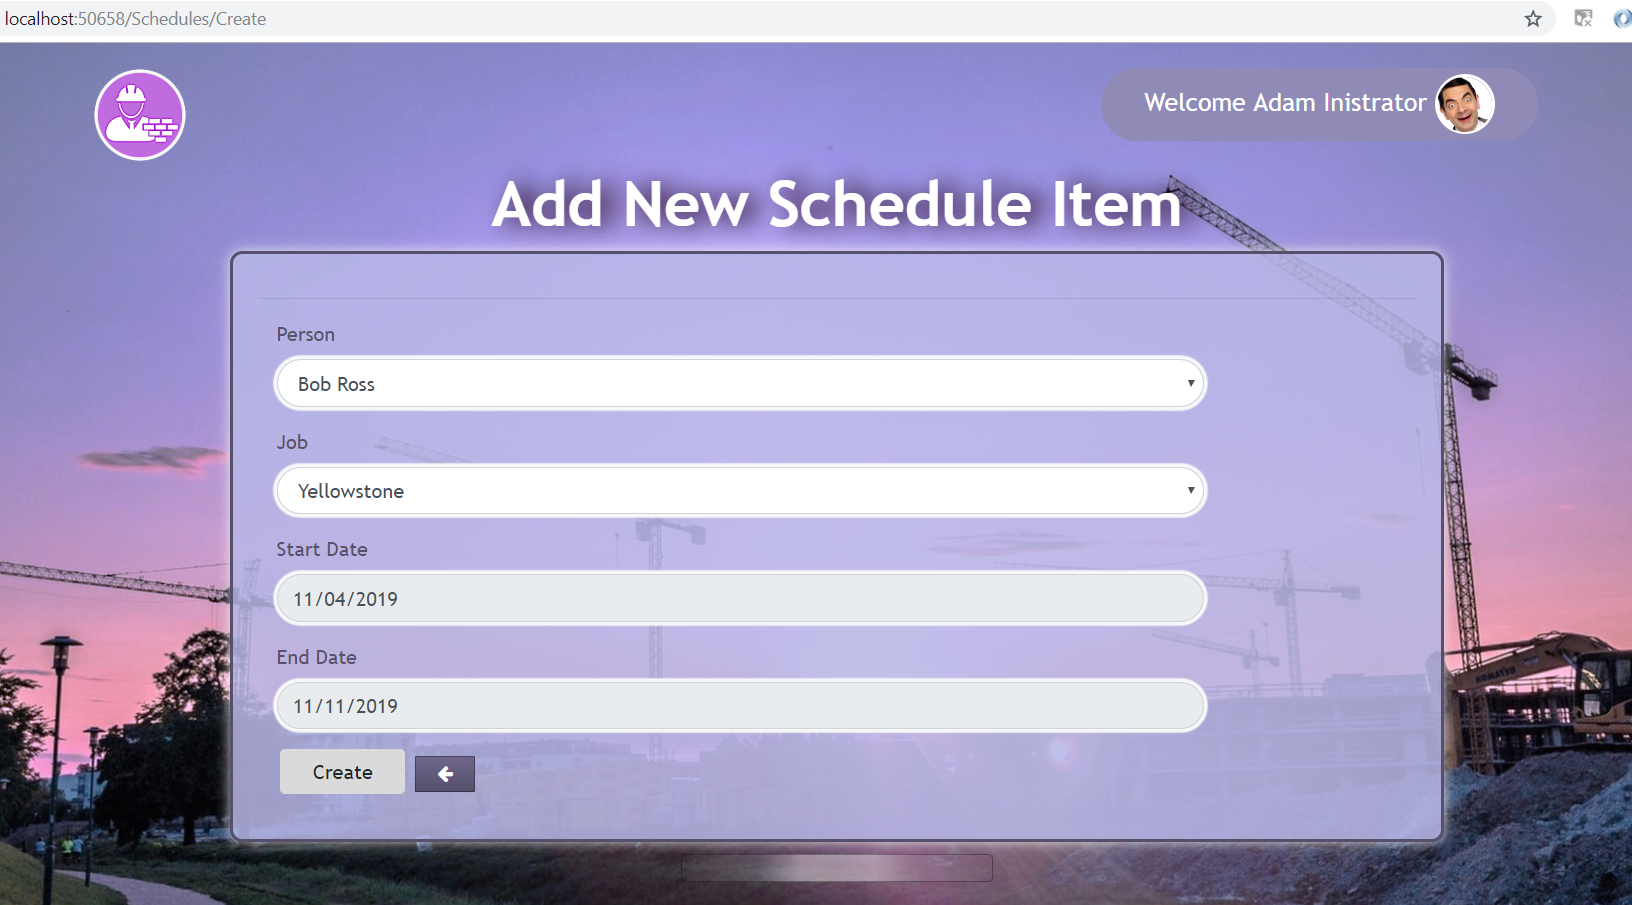 localhost:50658/Schedules/Create
Welcome Adam Inistrator
Add New Schedule Item
Person
Bob Ross
Job
Yellowstone
Start Date
11/04/2019
End Date
11/11/2019
Create
KOMATSU